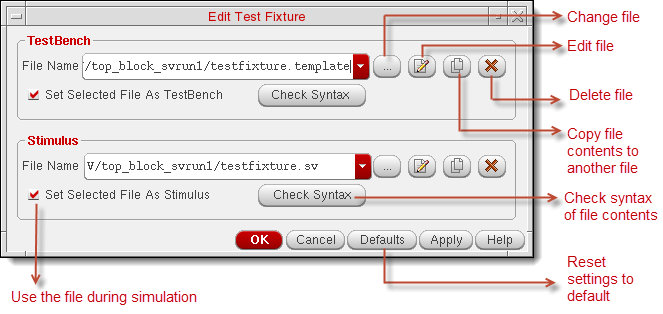 Edit Test Fixture
Change file
TestBench
File Name /top_block_svrun1/testfixture.template ...
Edit file
Set Selected File As TestBench Check Syntax
Delete file
Copy file
contents to
another file
Stimulus
File Name V/top_block_svrun1/testfixture.sv ...
Set Selected File As Stimulus Check Syntax
Check syntax
of file contents
OK Cancel Defaults Apply Help
Reset
settings to
default
Use the file during simulation